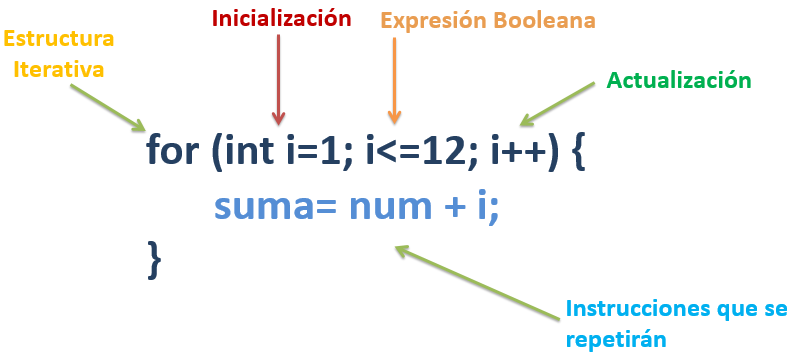 Inicialización
Expresión Booleana
Estructura
Iterativa
Actualización
for (int i=1; i<=12; i++) {
suma= num + i;
}
Instrucciones que se
repetirán